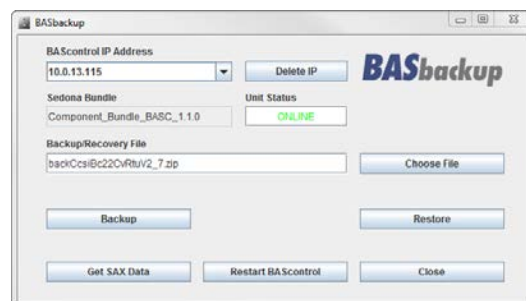 BASbackup
BAScontrol IP Address
10.0.13.115
Delete IP
BASbackup
Sedona Bundle
Unit Status
Component_Bundle_BASC_1.1.0
ONLINE
Backup/Recovery File
backCcsiBc22CvRtuV2_7.zip
Choose File
Backup
Restore
Get SAX Data
Restart BAScontrol
Close